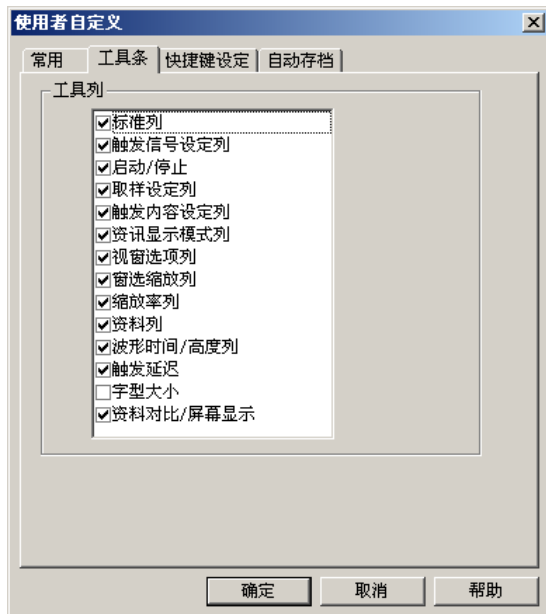 使用者自定义
常用 工具条 快捷键设定 自动存档
工具列
标准列
触发信号设定列
启动/停止
取样设定列
触发内容设定列
资讯显示模式列
视窗选项列
窗选缩放列
缩放率列
资料列
波形时间/高度列
触发延迟
字型大小
资料对比/屏幕显示
确定 取消 帮助